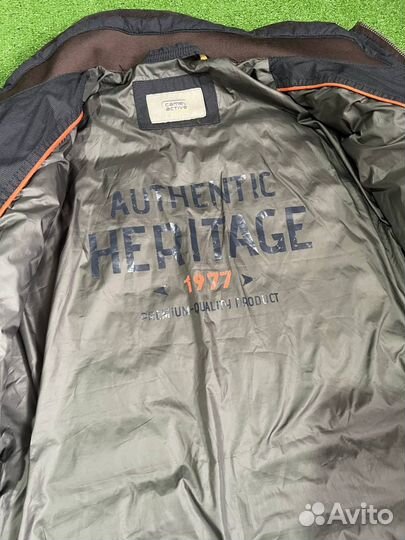 camel
active
AUTHENTIC
HERITAGE
1977
PREMIUM-QUALITY PRODUCT
Avito